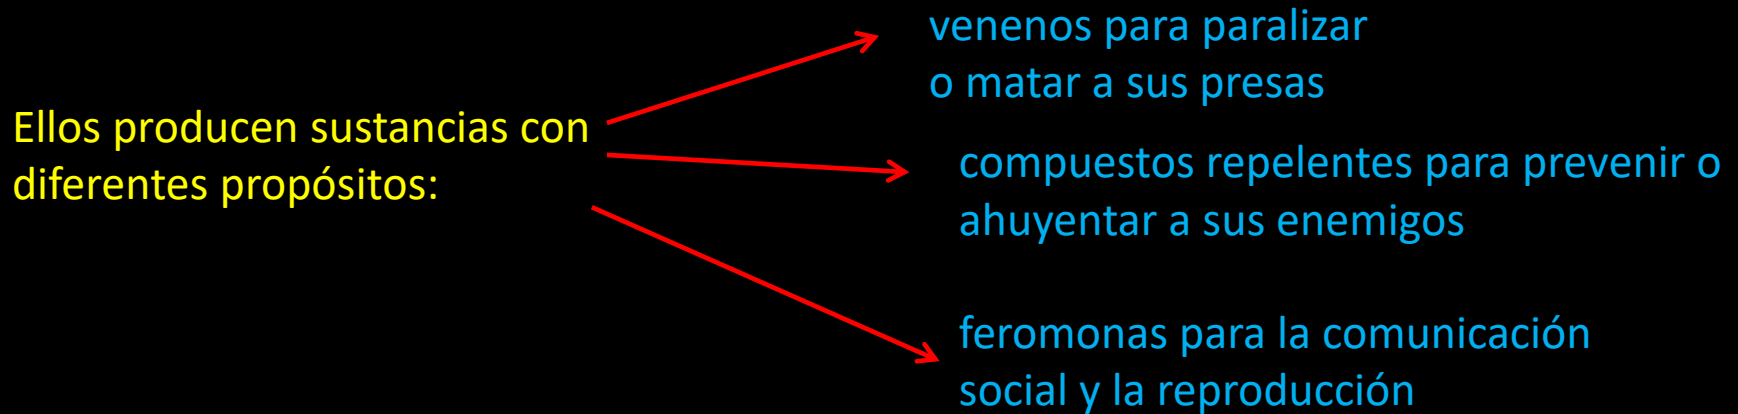 Ellos producen sustancias con
diferentes propósitos:
venenos para paralizar
o matar a sus presas
compuestos repelentes para prevenir o
ahuyentar a sus enemigos
feromonas para la comunicación
social y la reproducción